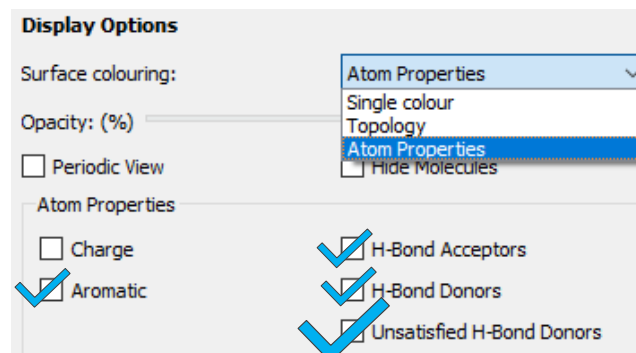 Display Options
Surface colouring: Atom Properties
Single colour
Opacity: (%) Topology
Atom Properties
Periodic View Hide Molecules
Atom Properties
Charge H-Bond Acceptors
Aromatic H-Bond Donors
Unsatisfied H-Bond Donors